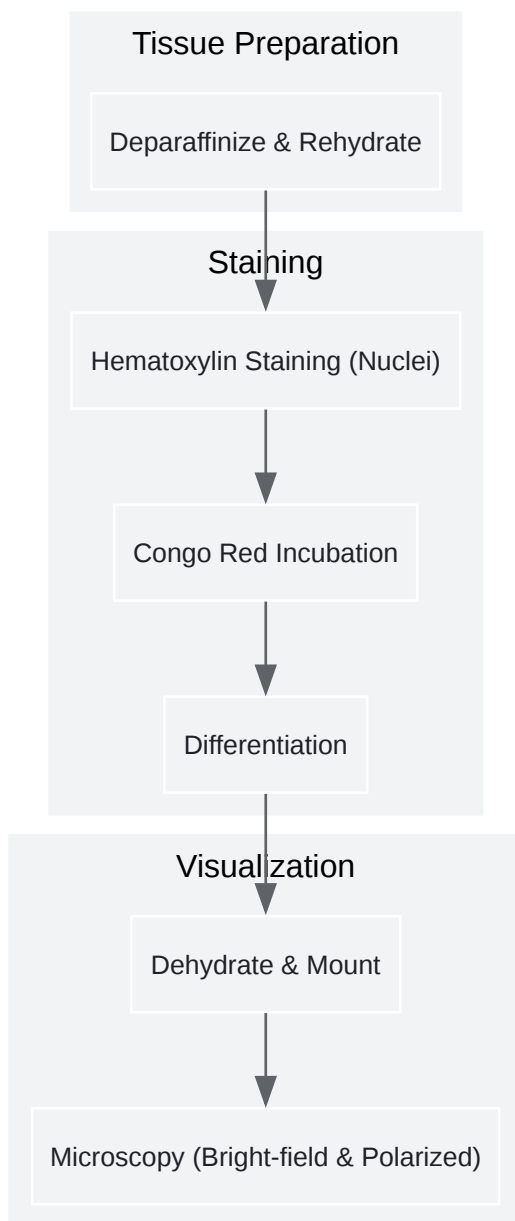 Tissue Preparation
Deparaffinize & Rehydrate
Staining
Hematoxylin Staining (Nuclei)
Congo Red Incubation
Differentiation
Visualization
Dehydrate & Mount
Microscopy (Bright-field & Polarized)